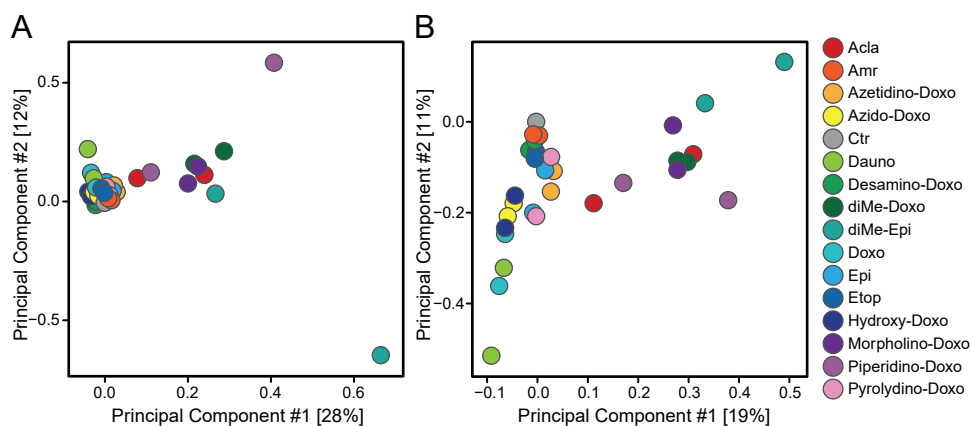 A
B
Principal Component #2 [12%]
0.5
0.0
−0.5
0.0
0.2
0.4
0.6
Principal Component #1 [28%]
Principal Component #2 [11%]
0.0
−0.2
−0.4
−0.1
0.0
0.1
0.2
0.3
0.4
0.5
Principal Component #1 [19%]
Acla
Amr
Azetidino-Doxo
Azido-Doxo
Ctr
Dauno
Desamino-Doxo
diMe-Doxo
diMe-Epi
Doxo
Epi
Etop
Hydroxy-Doxo
Morpholino-Doxo
Piperidino-Doxo
Pyrolydino-Doxo